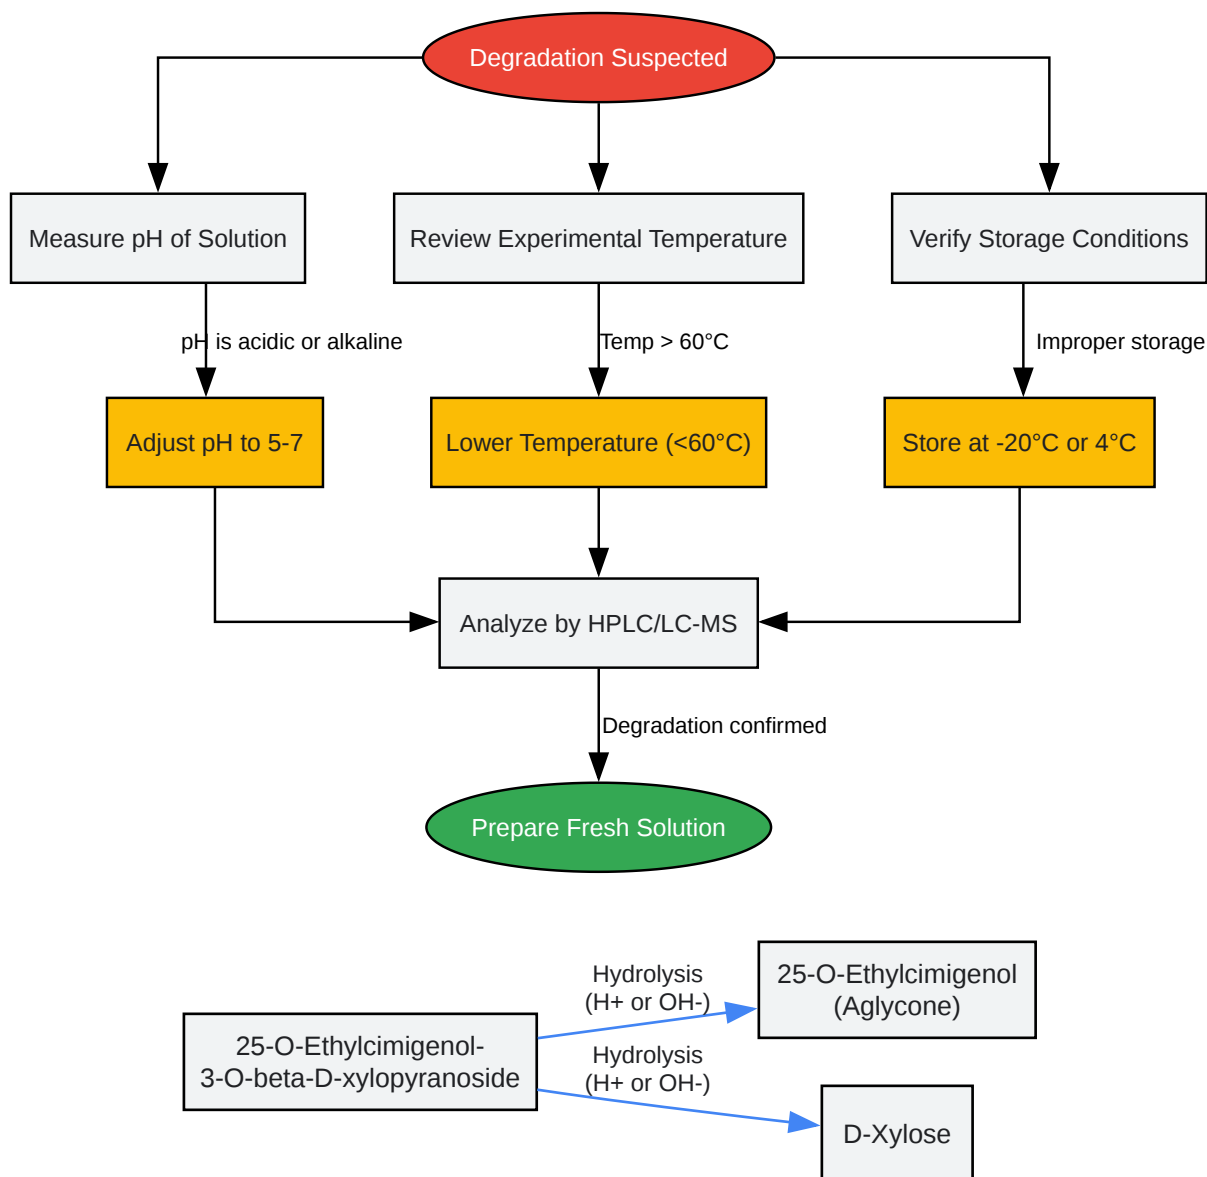 Degradation Suspected
Measure pH of Solution
Review Experimental Temperature
Verify Storage Conditions
pH is acidic or alkaline
Temp > 60°C
Improper storage
Adjust pH to 5-7
Lower Temperature (<60°C)
Store at -20°C or 4°C
Analyze by HPLC/LC-MS
Degradation confirmed
Prepare Fresh Solution
25-O-Ethylcimigenol-
3-O-beta-D-xylopyranoside
Hydrolysis
(H+ or OH-)
25-O-Ethylcimigenol
(Aglycone)
Hydrolysis
(H+ or OH-)
D-Xylose